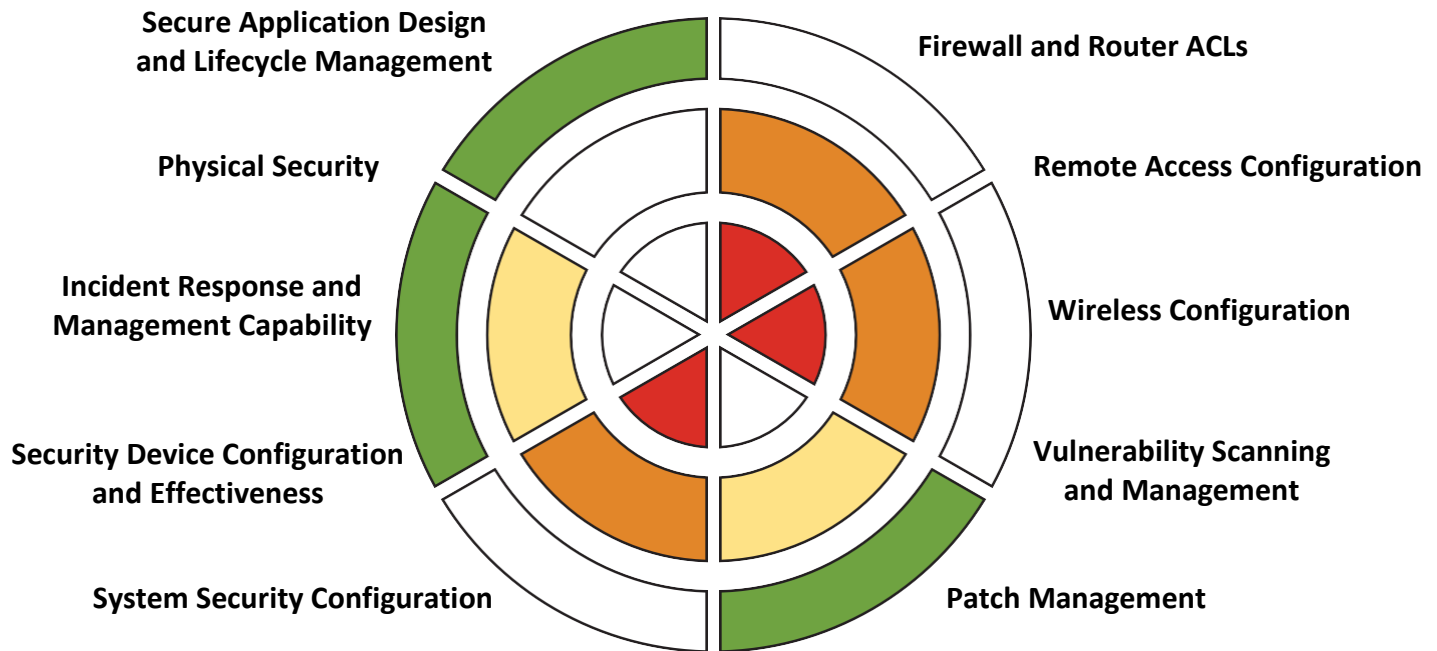 Secure Application Design
and Lifecycle Management
Firewall and Router ACLs
Physical Security
Remote Access Configuration
Incident Response and
Management Capability
Wireless Configuration
Security Device Configuration
and Effectiveness
Vulnerability Scanning
and Management
System Security Configuration
Patch Management